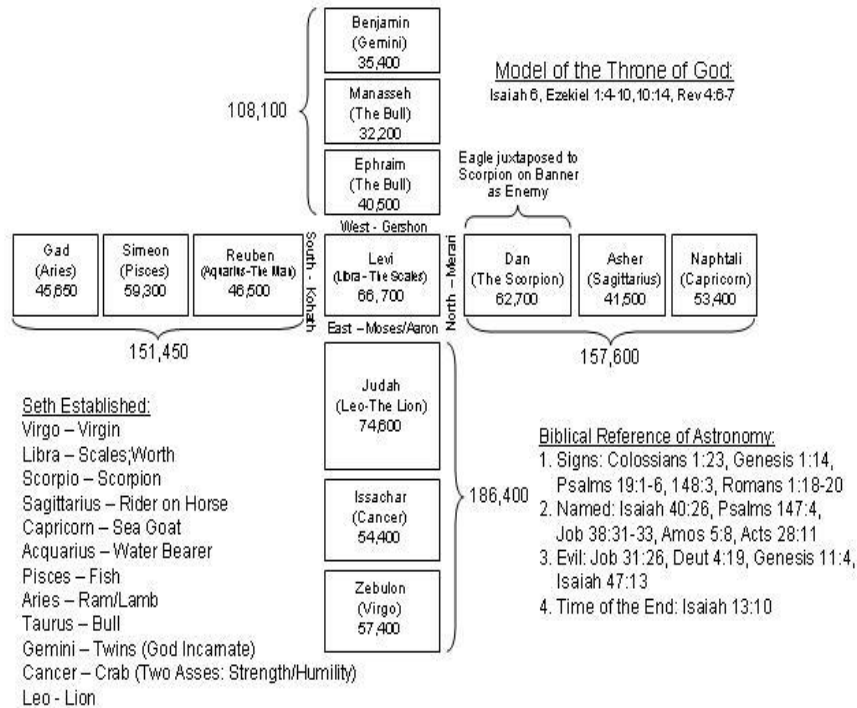 Benjamin
(Gemini)
35,400
Model of the Throne of God:
Isaiah 6, Ezekiel 1:4-10,10:14, Rev 4:6-7
Manasseh
(The Bull)
32,200
108,100
Ephraim
(The Bull)
40,500
Eagle juxtaposed to
Scorpion on Banner
as Enemy
West - Gershon
Gad
(Aries)
45,650
Simeon
(Pisces)
59,300
Reuben
(Aquarius-The Man)
46,500
South - Kohath
Levi
(Libra - The Scales)
66,700
North – Merari
Dan
(The Scorpion)
62,700
Asher
(Sagittarius)
41,500
Naphtali
(Capricorn)
53,400
East – Moses/Aaron
151,450
157,600
Judah
(Leo-The Lion)
74,600
Issachar
(Cancer)
54,400
Zebulon
(Virgo)
57,400
186,400
Seth Established:
Virgo – Virgin
Libra – Scales;Worth
Scorpio – Scorpion
Sagittarius – Rider on Horse
Capricorn – Sea Goat
Acquarius – Water Bearer
Pisces – Fish
Aries – Ram/Lamb
Taurus – Bull
Gemini – Twins (God Incarnate)
Cancer – Crab (Two Asses: Strength/Humility)
Leo - Lion
Biblical Reference of Astronomy:
1. Signs: Colossians 1:23, Genesis 1:14,
Psalms 19:1-6, 148:3, Romans 1:18-20
2. Named: Isaiah 40:26, Psalms 147:4,
Job 38:31-33, Amos 5:8, Acts 28:11
3. Evil: Job 31:26, Deut 4:19, Genesis 11:4,
Isaiah 47:13
4. Time of the End: Isaiah 13:10